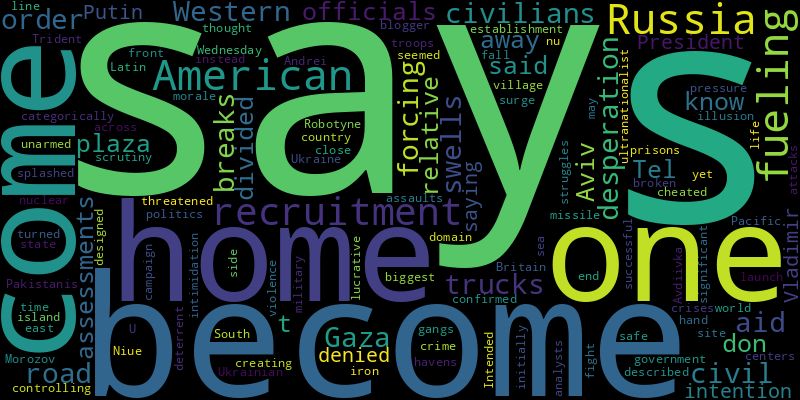 line
Putin
Western
officials
civilians
blogger
Russia
order
thought
Trident
front
Wednesday
Latin
instead
Andrei
American
morale
categorically
across
says
troops
seemed
establishment
away
nu
fall
said
village
surge
may
President
know
pressure
illusion
fueling
come
unarmed
splashed
nuclear
plaza
scrutiny
breaks
divided
Robotyne
country
close
Ukraine
forcing
relative
swells
saying
assaults
desperation
ultranationalist
prisons
yet
broken
cheated
life
attacks
Aviv
Tel
struggles
missile
s
threatened
politics
recruitment
home
domain
Pacific
one
Vladimir
turned
state
Pakistanis
designed
assessments
time
island
east
Morozov
road
controlling
campaign
intimidation
side
violence
military
lucrative
biggest
trucks
confirmed
Britain
sea
end
successful
Avdiivka
significant
launch
crises
world
hand
site
aid
don
centers
U
Niue
deterrent
South
t
creating
Ukrainian
become
Gaza
denied
iron
gangs
crime
havens
Intended
initially
analysts
fight
safe
government
described
civil
intention